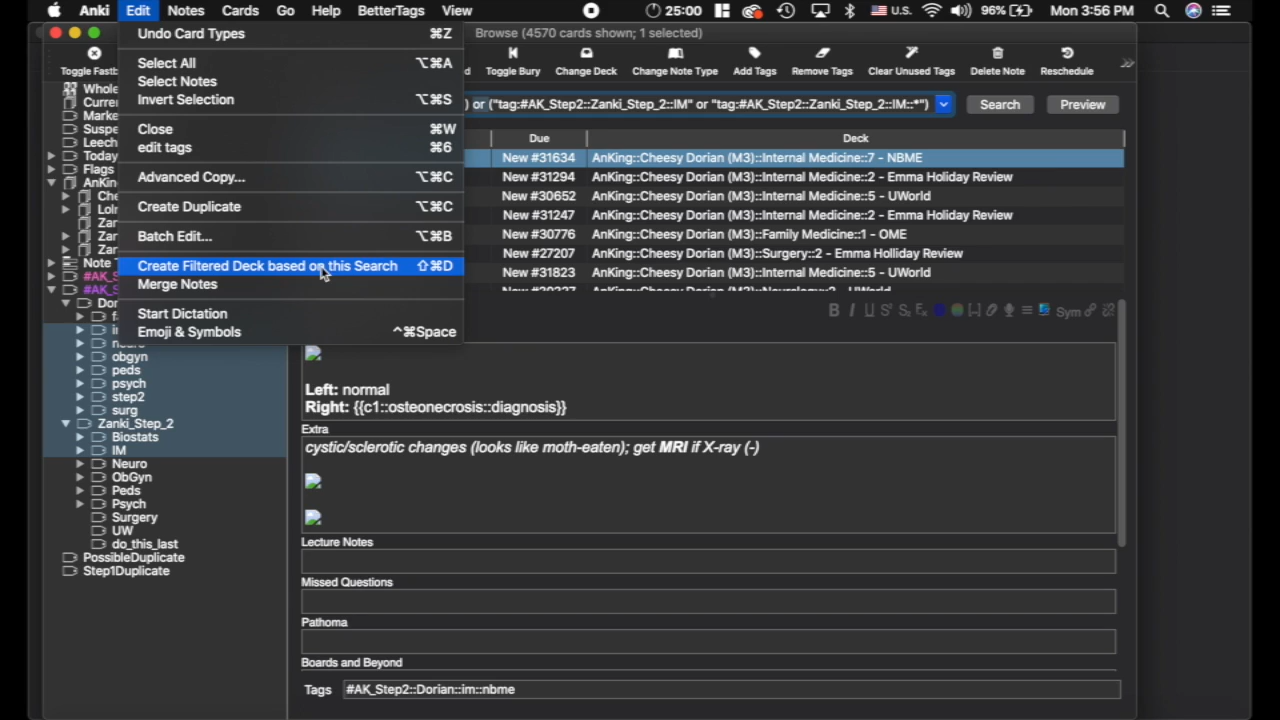 Anki Edit Notes Cards Go Help BetterTags View 25:00 U.S. 96% Mon 3:56 PM
Browse (4570 cards shown; 1 selected)
Undo Card Types ⌘Z
Select All ⌥⌘A
Select Notes
Invert Selection ⌥⌘S
Close ⌘W
edit tags ⌘6
Advanced Copy... ⌥⌘C
Create Duplicate ⌥⌘C
Batch Edit... ⌥⌘B
Create Filtered Deck based on this Search ⇧⌘D
Merge Notes
Start Dictation
Emoji & Symbols ^⌘Space
Toggle Fastb
Toggle Bury Change Deck Change Note Type Add Tags Remove Tags Clear Unused Tags Delete Note Reschedule
) or ("tag:#AK_Step2::Zanki_Step_2::IM" or "tag:#AK_Step2::Zanki_Step_2::IM::*") Search Preview
Due Deck
New #31634 AnKing::Cheesy Dorian (M3)::Internal Medicine::7 - NBME
New #31294 AnKing::Cheesy Dorian (M3)::Internal Medicine::2 - Emma Holiday Review
New #30652 AnKing::Cheesy Dorian (M3)::Internal Medicine::5 - UWorld
New #31247 AnKing::Cheesy Dorian (M3)::Internal Medicine::2 - Emma Holiday Review
New #30776 AnKing::Cheesy Dorian (M3)::Family Medicine::1 - OME
New #27207 AnKing::Cheesy Dorian (M3)::Surgery::2 - Emma Holiday Review
New #31823 AnKing::Cheesy Dorian (M3)::Internal Medicine::5 - UWorld
Whole
Curre
Marke
Suspe
Leech
Today
Flags
AnKin
Che
Loln
Zan
Zan
Zan
Note T
#AK_S
#AK_S
Dor
obgyn
peds
psych
step2
surg
Zanki_Step_2
Biostats
IM
Neuro
ObGyn
Peds
Psych
Surgery
UW
do_this_last
PossibleDuplicate
Step1Duplicate
B I U Sym
Left: normal
Right: {{c1::osteonecrosis::diagnosis}}
Extra
cystic/sclerotic changes (looks like moth-eaten); get MRI if X-ray (-)
Lecture Notes
Missed Questions
Pathoma
Boards and Beyond
Tags #AK_Step2::Dorian::im::nbme